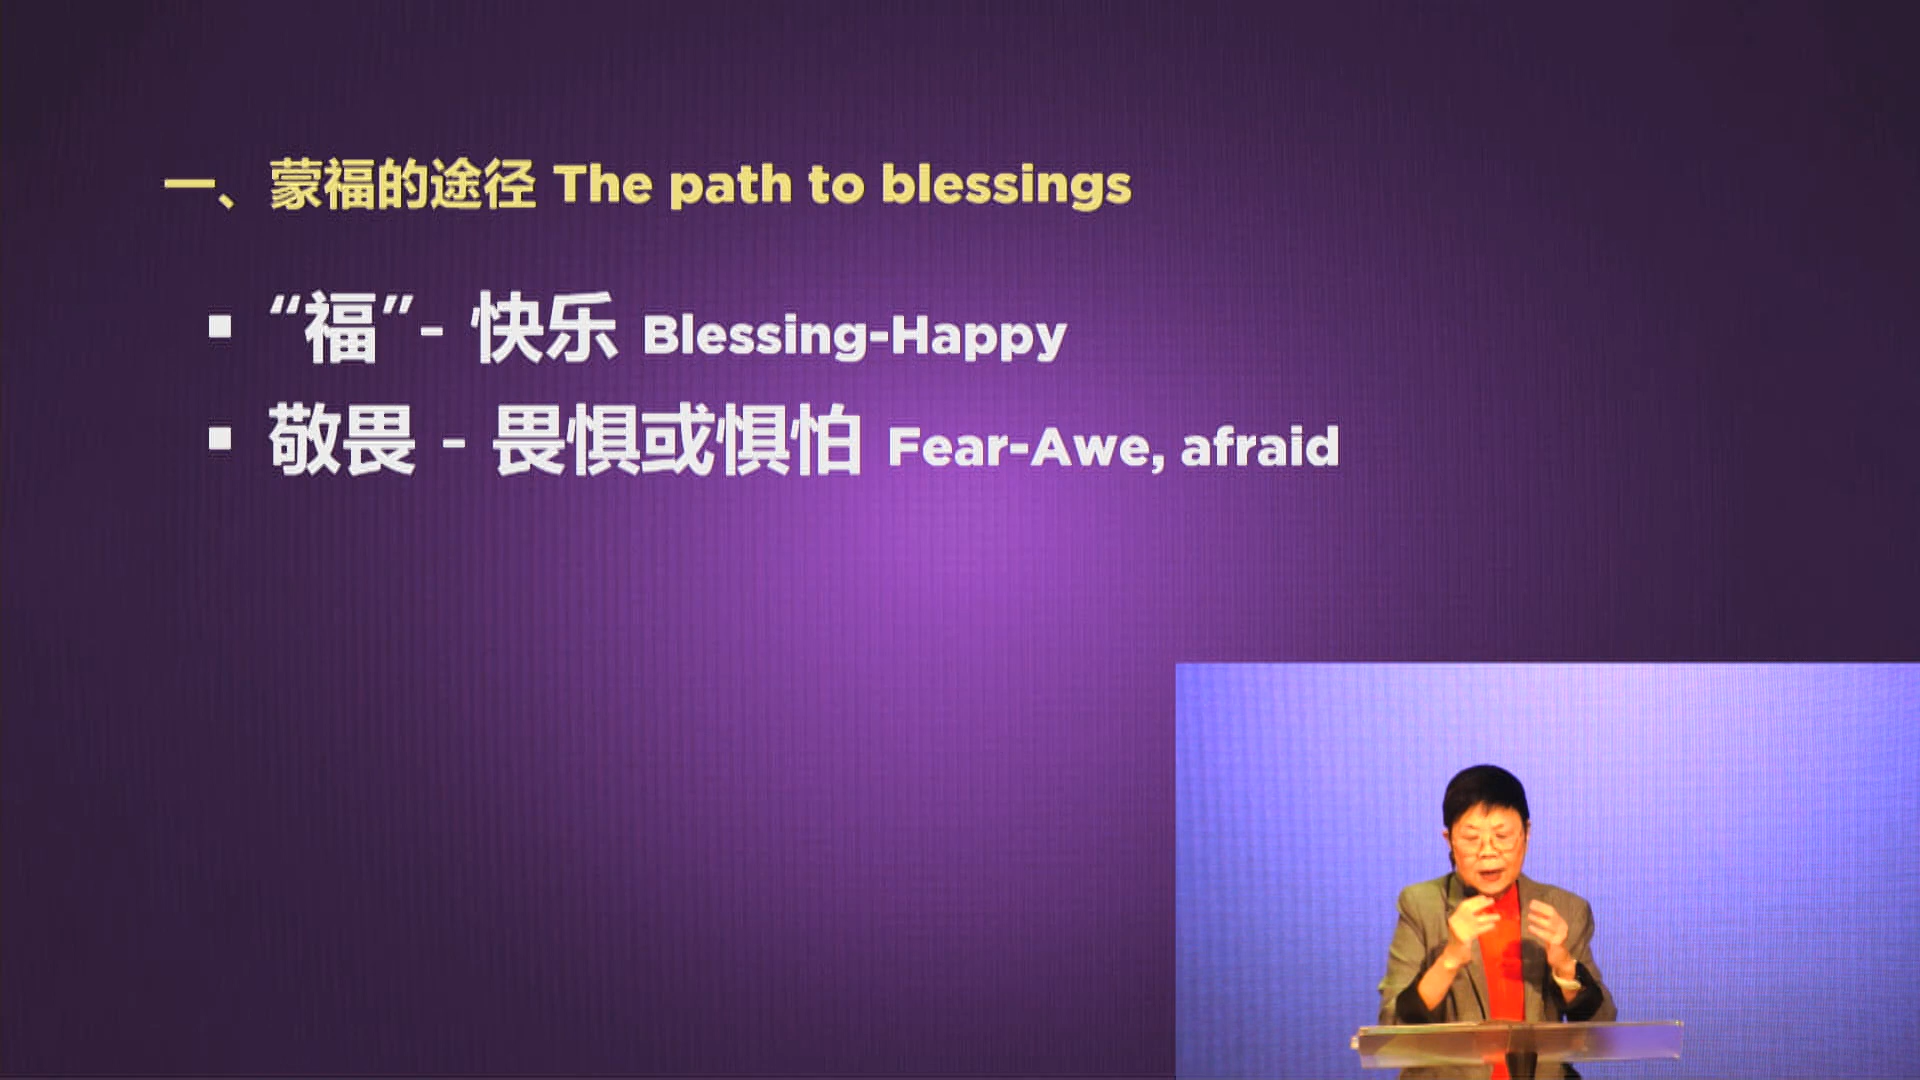 一、蒙福的途径 The path to blessings
▪ “福”- 快乐 Blessing-Happy
▪ 敬畏 - 畏惧或惧怕 Fear-Awe, afraid